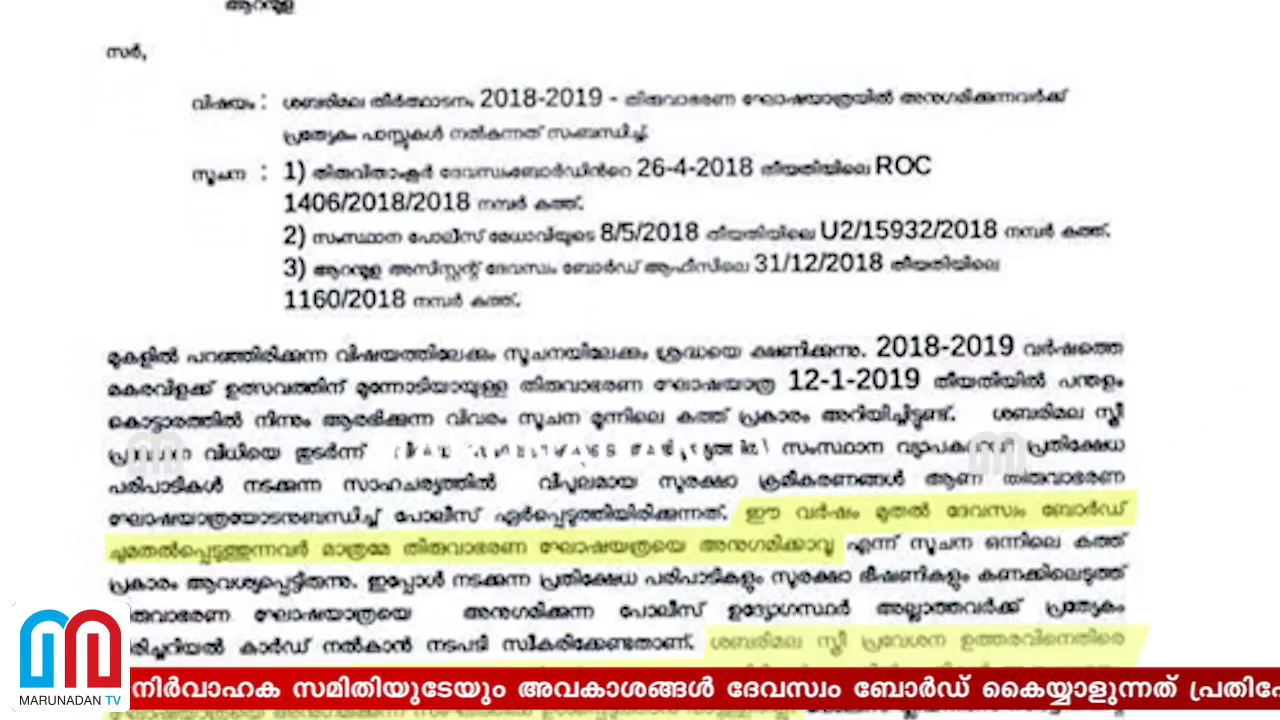 ആറന്മുള
സർ,
വിഷയം : ശബരിമല തീർത്ഥാടനം 2018-2019 - തിരുവാഭരണ ഘോഷയാത്രയിൽ അനുഗമിക്കുന്നവർക്ക്
പ്രത്യേകം പാസ്സുകൾ നൽകുന്നത് സംബന്ധിച്ച്.
സൂചന : 1) തിരുവിതാംകൂർ ദേവസ്വംബോർഡിൻറെ 26-4-2018 തീയതിയിലെ ROC
1406/2018/2018 നമ്പർ കത്ത്.
2) സംസ്ഥാന പോലീസ് മേധാവിയുടെ 8/5/2018 തീയതിയിലെ U2/15932/2018 നമ്പർ കത്ത്.
3) ആറന്മുള അസിസ്റ്റന്റ് ദേവസ്വം ബോർഡ് ആഫീസിലെ 31/12/2018 തീയതിയിലെ
1160/2018 നമ്പർ കത്ത്.
മുകളിൽ പറഞ്ഞിരിക്കുന്ന വിഷയത്തിലേക്കും സൂചനയിലേക്കും ശ്രദ്ധയെ ക്ഷണിക്കുന്നു. 2018-2019 വർഷത്തെ
മകരവിളക്ക് ഉത്സവത്തിന് മുന്നോടിയായുള്ള തിരുവാഭരണ ഘോഷയാത്ര 12-1-2019 തീയതിയിൽ പന്തളം
കൊട്ടാരത്തിൽ നിന്നും ആരഭിക്കുന്ന വിവരം സൂചന മൂന്നിലെ കത്ത് പ്രകാരം അറിയിച്ചിട്ടുണ്ട്. ശബരിമല സ്ത്രീ
വിധിയെ തുടർന്ന് സംസ്ഥാന പ്രതിക്ഷേധ
പരിപാടികൾ നടക്കുന്ന സാഹചര്യത്തിൽ വിപുലമായ സുരക്ഷാ ക്രമീകരണങ്ങൾ ആണ് തിരുവാഭരണ
ഘോഷയാത്രയോടനുബന്ധിച്ച് പോലീസ് ഏർപ്പെടുത്തിയിരിക്കുന്നത്. ഈ വർഷം മുതൽ ദേവസ്വം ബോർഡ്
ചുമതൽപ്പെടുത്തുന്നവർ മാത്രമേ തിരുവാഭരണ ഘോഷയത്രയെ അനുഗമിക്കാവൂ എന്ന് സൂചന ഒന്നിലെ കത്ത്
പ്രകാരം ആവശ്യപ്പെട്ടിരുന്നു. ഇപ്പോൾ നടക്കുന്ന പ്രതിക്ഷേധ പരിപാടികളും സുരക്ഷാ ഭീഷണികളും കണക്കിലെടുത്ത്
ഘോഷയാത്രയെ അനുഗമിക്കുന്ന പോലീസ് ഉദ്യോഗസ്ഥർ അല്ലാത്തവർക്ക് പ്രത്യേകം
കാർഡ് നൽകാൻ നടപടി സ്വീകരിക്കേണ്ടതാണ്. ശബരിമല സ്ത്രീ പ്രവേശന ഉത്തരവിനെതിരെ
MARUNADAN TV
നിർവാഹക സമിതിയുടേയും അവകാശങ്ങൾ ദേവസ്വം ബോർഡ് കൈയ്യാളുന്നത്